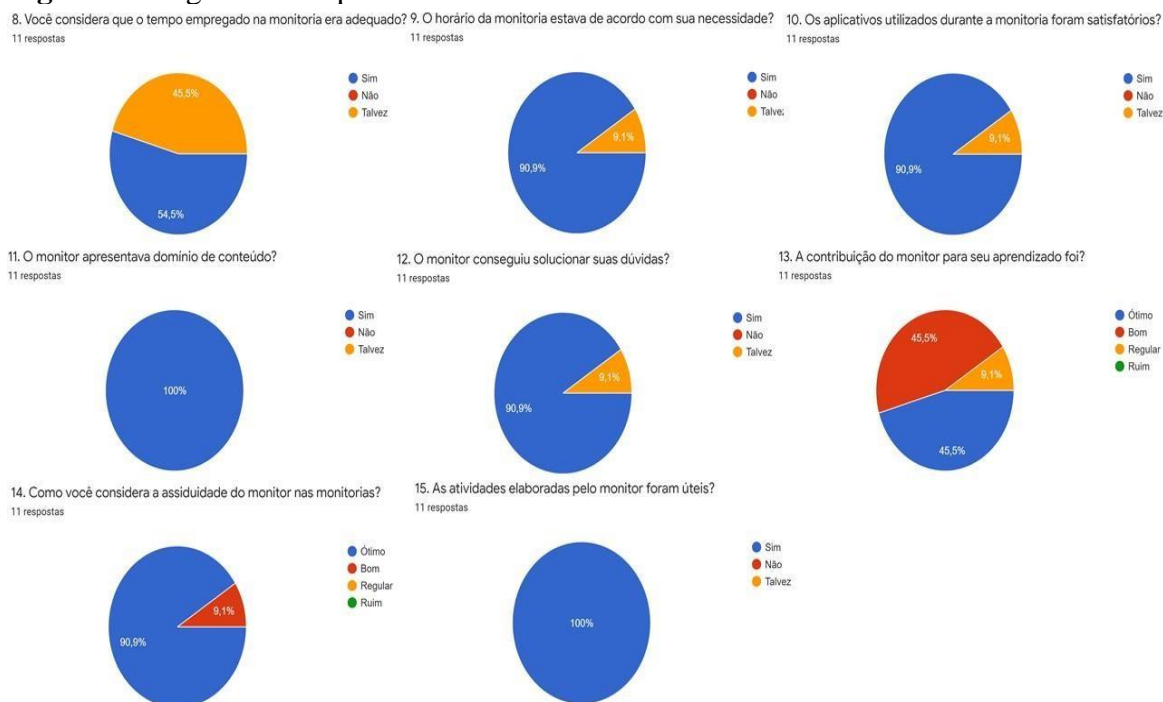 8. Você considera que o tempo empregado na monitoria era adequado?
11 respostas
Sim
Não
Talvez
45,5%
54,5%
9. O horário da monitoria estava de acordo com sua necessidade?
11 respostas
Sim
Não
Talve:
9,1%
90,9%
10. Os aplicativos utilizados durante a monitoria foram satisfatórios?
11 respostas
Sim
Não
Talvez
9,1%
90,9%
11. O monitor apresentava domínio de conteúdo?
11 respostas
Sim
Não
Talvez
100%
12. O monitor conseguiu solucionar suas dúvidas?
11 respostas
Sim
Não
Talvez
9,1%
90,9%
13. A contribuição do monitor para seu aprendizado foi?
11 respostas
Ótimo
Bom
Regular
Ruim
45,5%
9,1%
45,5%
14. Como você considera a assiduidade do monitor nas monitorias?
11 respostas
Ótimo
Bom
Regular
Ruim
9,1%
90,9%
15. As atividades elaboradas pelo monitor foram úteis?
11 respostas
Sim
Não
Talvez
100%